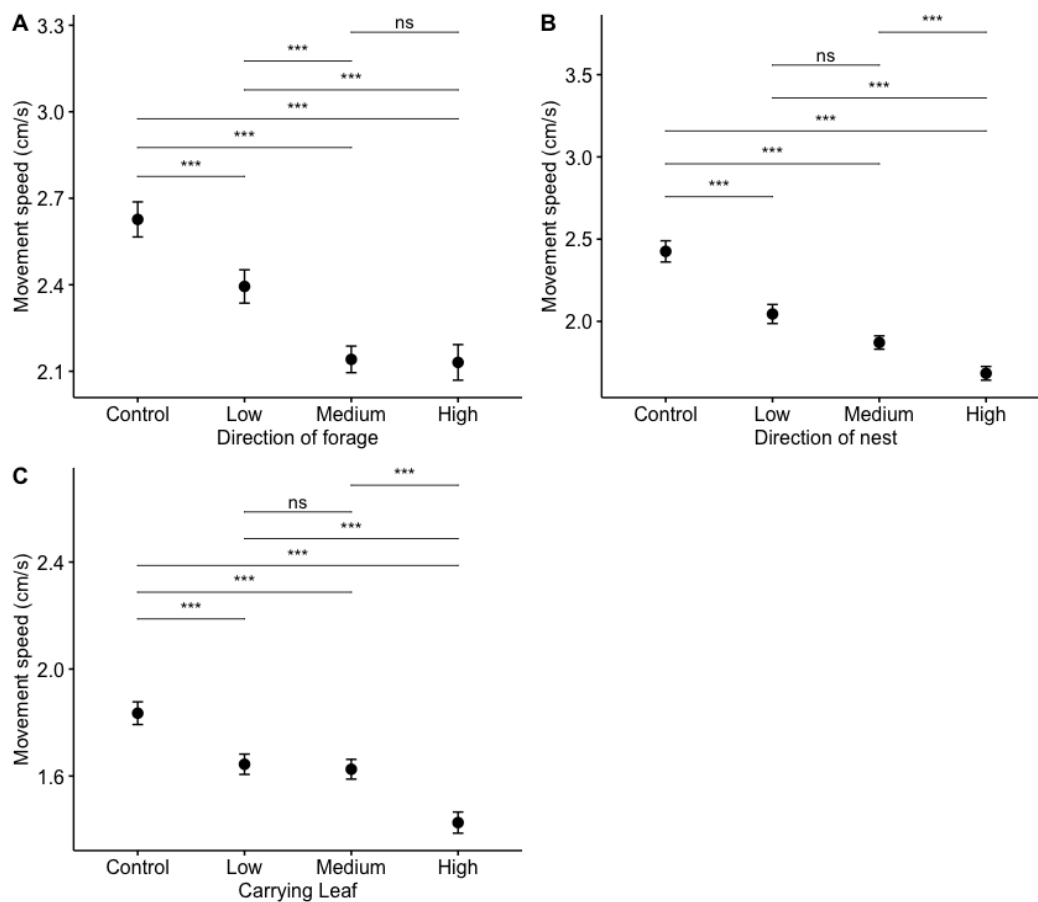 A
Movement speed (cm/s)
3.3
3.0
2.7
2.4
2.1
ns
***
***
***
***
***
Control Low Medium High
Direction of forage
B
Movement speed (cm/s)
3.5
3.0
2.5
2.0
***
ns
***
***
***
***
Control Low Medium High
Direction of nest
C
Movement speed (cm/s)
2.4
2.0
1.6
***
ns
***
***
***
***
Control Low Medium High
Carrying Leaf